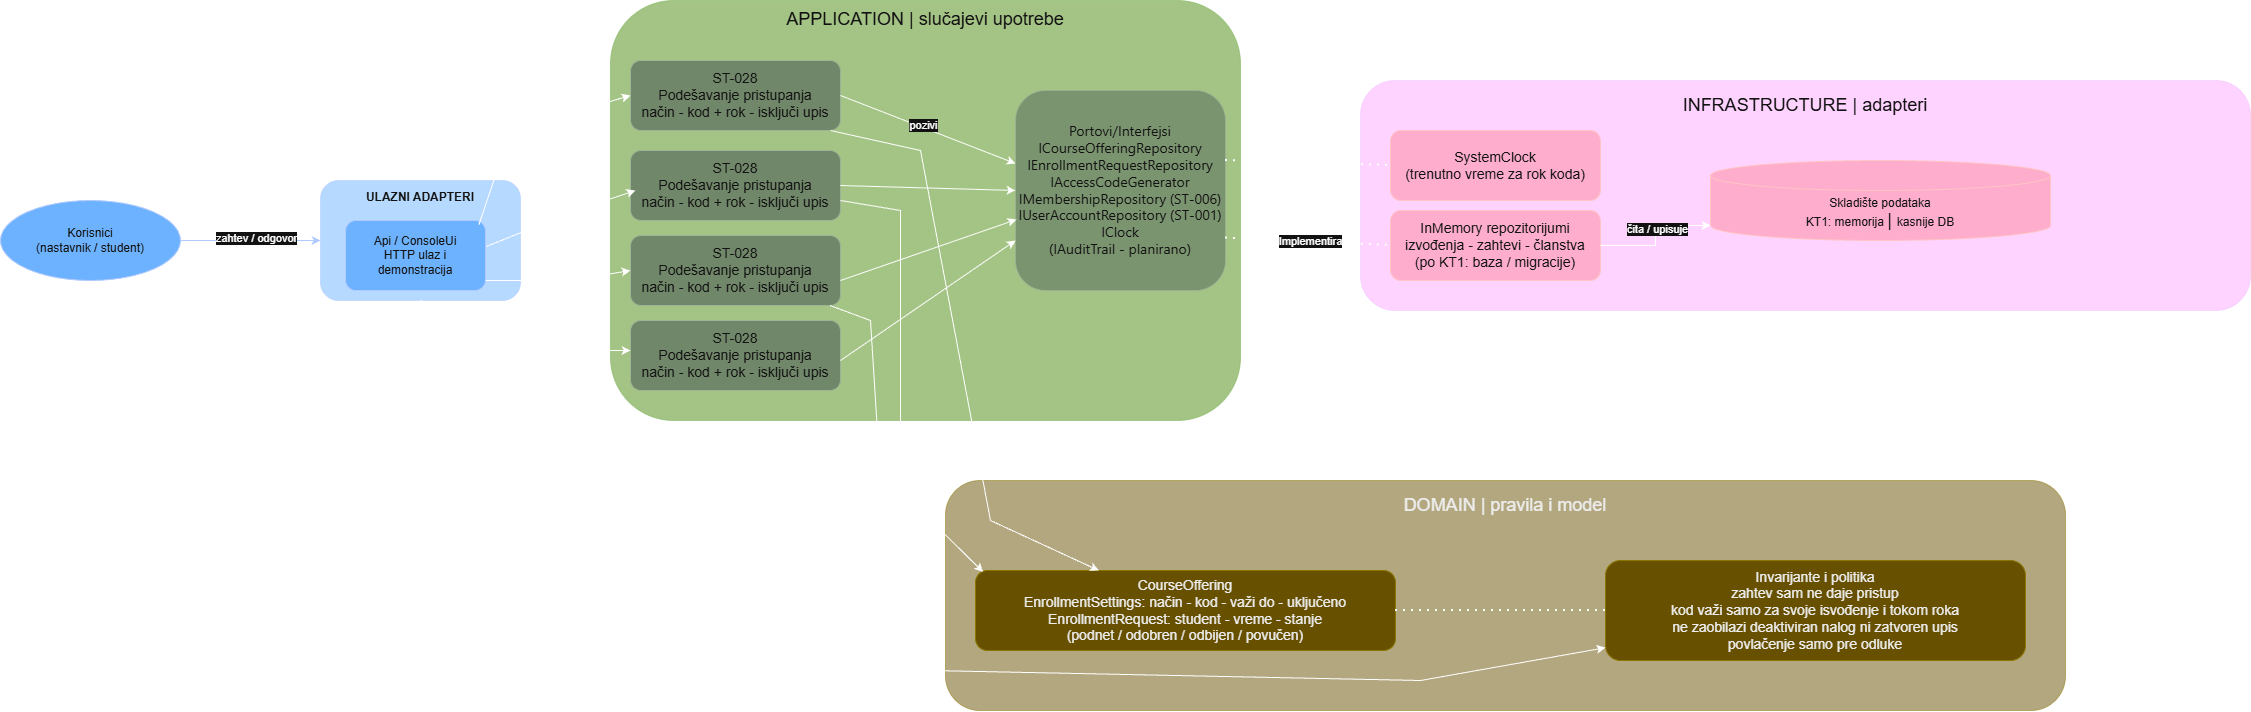 APPLICATION | slučajevi upotrebe
ST-028
Podešavanje pristupanja
način - kod + rok - isključi upis
ST-028
Podešavanje pristupanja
način - kod + rok - isključi upis
ST-028
Podešavanje pristupanja
način - kod + rok - isključi upis
ST-028
Podešavanje pristupanja
način - kod + rok - isključi upis
pozivi
Portovi/Interfejsi
ICourseOfferingRepository
IEnrollmentRequestRepository
IAccessCodeGenerator
IMembershipRepository (ST-006)
IUserAccountRepository (ST-001)
IClock
(IAuditTrail - planirano)
Korisnici
(nastavnik / student)
zahtev / odgovor
ULAZNI ADAPTERI
Api / ConsoleUi
HTTP ulaz i
demonstracija
Implementira
INFRASTRUCTURE | adapteri
SystemClock
(trenutno vreme za rok koda)
InMemory repozitorijumi
izvođenja - zahtevi - članstva
(po KT1: baza / migracije)
čita / upisuje
Skladište podataka
KT1: memorija | kasnije DB
DOMAIN | pravila i model
CourseOffering
EnrollmentSettings: način - kod - važi do - uključeno
EnrollmentRequest: student - vreme - stanje
(podnet / odobren / odbijen / povučen)
Invarijante i politika
zahtev sam ne daje pristup
kod važi samo za svoje isvođenje i tokom roka
ne zaobilazi deaktiviran nalog ni zatvoren upis
povlačenje samo pre odluke